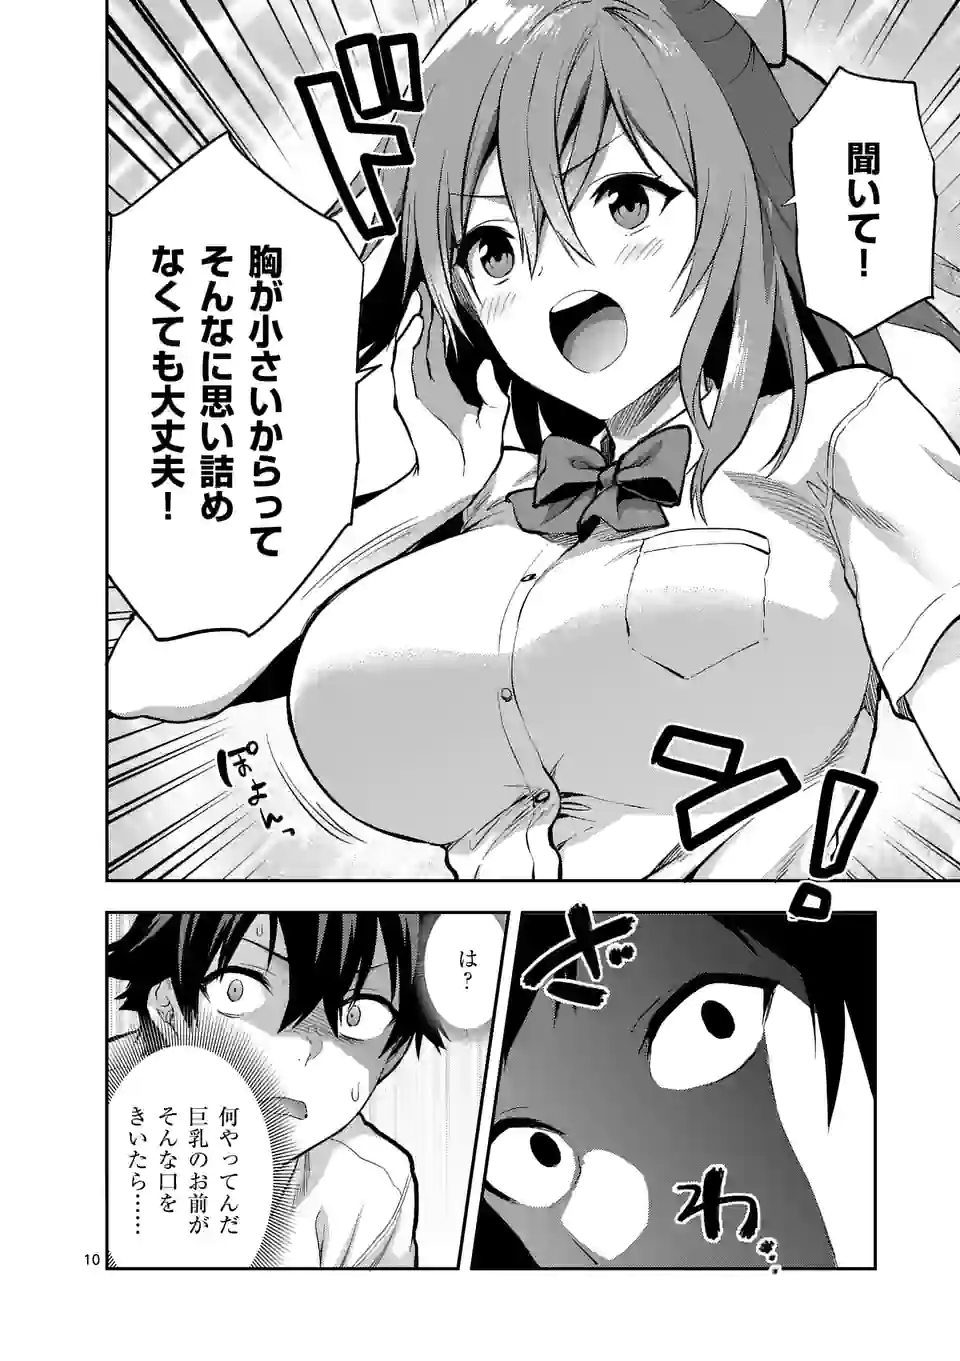 聞いて！
胸が小さいからって
そんなに思い詰め
なくても大丈夫！
ドドン！
ぽよんっ
ざわ…
は？
何やってんだ
巨乳のお前が
そんな口を
きいたら……
10